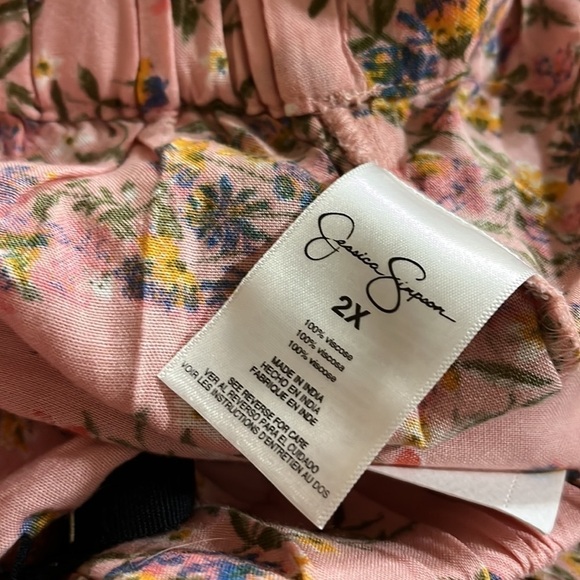 Jessica Simpson
2X
100% viscose
100% viscosa
100% viscose
MADE IN INDIA
HECHO EN INDIA
FABRIQUE EN INDE
SEE REVERSE FOR CARE
VER AL REVERSO PARA EL CUIDADO
VOIR LES INSTRUCTIONS D'ENTRETIEN AU DOS